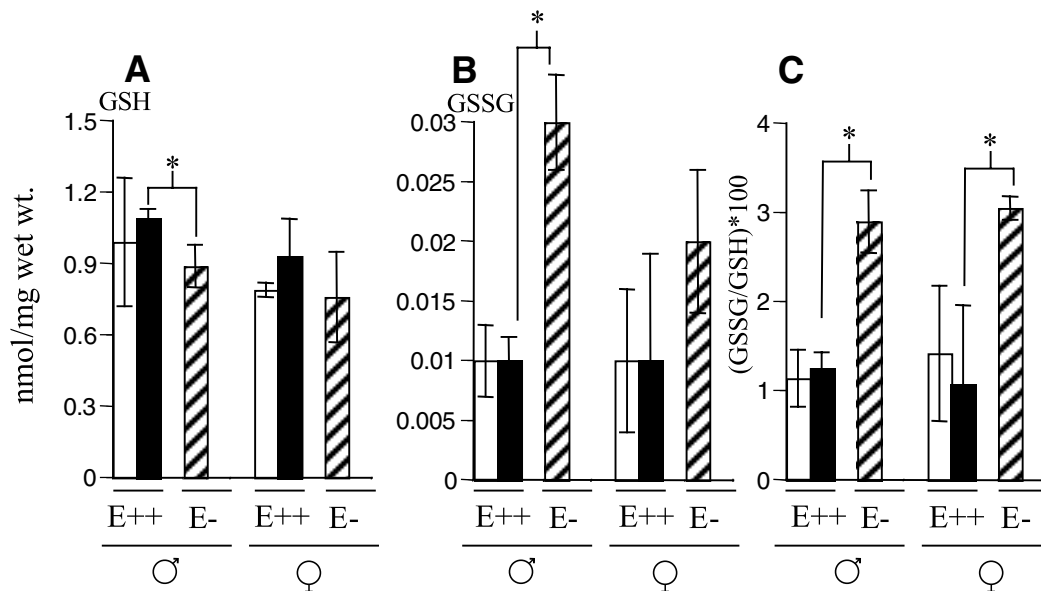 A
GSH
nmol/mg wet wt.
1.5
1.2
0.9
0.6
0.3
0
*
E++ E- E++ E-
♂ ♀
B
GSSG
0.03
0.025
0.02
0.015
0.01
0.005
0
*
E++ E- E++ E-
♂ ♀
C
(GSSG/GSH)*100
4
3
2
1
0
* *
E++ E- E++ E-
♂ ♀